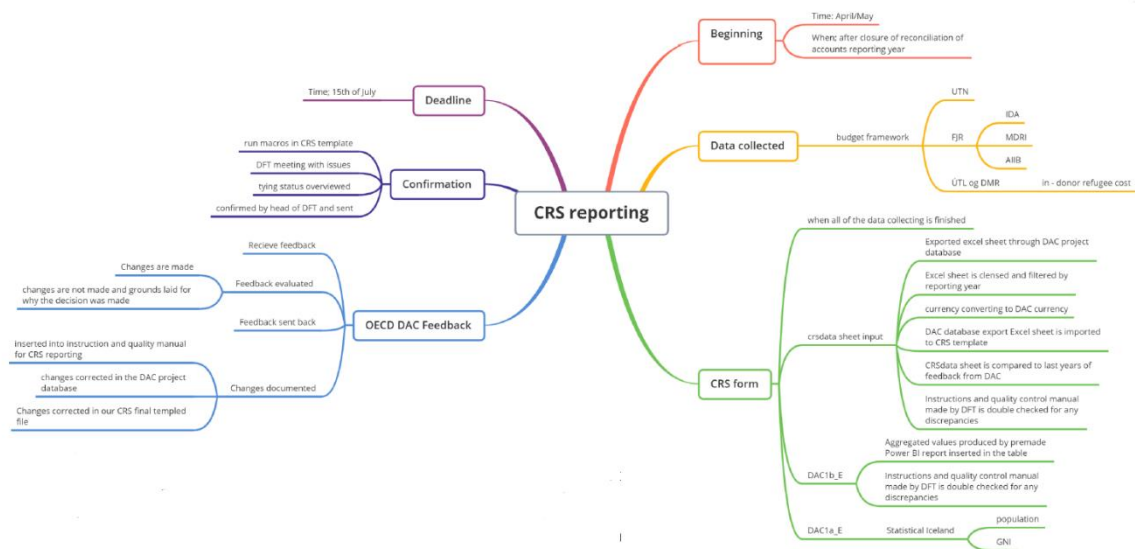 CRS reporting
Beginning
Time: April/May
When; after closure of reconciliation of
accounts reporting year
Data collected
budget framework
UTN
FJR
IDA
MDRI
AIIB
ÚTL og DMR
in - donor refugee cost
CRS form
when all of the data collecting is finished
crsdata sheet input
Exported excel sheet through DAC project
database
Excel sheet is clensed and filtered by
reporting year
currency converting to DAC currency
DAC database export Excel sheet is imported
to CRS template
CRSdata sheet is compared to last years of
feedback from DAC
Instructions and quality control manual
made by DFT is double checked for any
discrepancies
DAC1b_E
Aggregated values produced by premade
Power BI report inserted in the table
Instructions and quality control manual
made by DFT is double checked for any
discrepancies
DAC1a_E
Statistical Iceland
population
GNI
Deadline
Time; 15th of July
Confirmation
run macros in CRS template
DFT meeting with issues
tying status overviewed
confirmed by head of DFT and sent
OECD DAC Feedback
Recieve feedback
Feedback evaluated
Changes are made
changes are not made and grounds laid for
why the decision was made
Feedback sent back
Changes documented
inserted into instruction and quality manual
for CRS reporting
changes corrected in the DAC project
database
Changes corrected in our CRS final templed
file